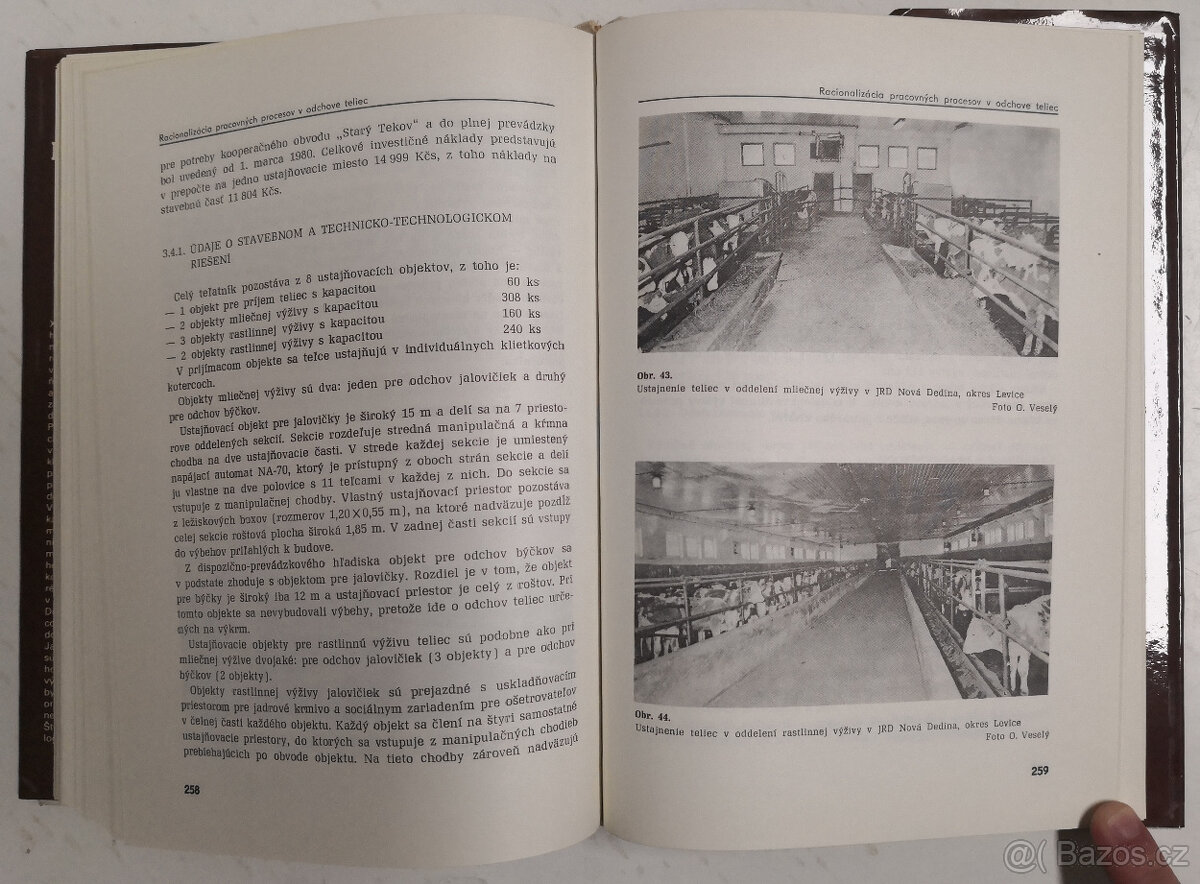 Racionalizácia pracovných procesov v odchove teliec
pre potreby kooperačného obvodu „Starý Tekov“ a do plnej prevádzky
bol uvedený od 1. marca 1980. Celkové investičné náklady predstavujú
v prepočte na jedno ustajňovacie miesto 14 999 Kčs, z toho náklady na
stavebnú časť 11 804 Kčs.
3.4.1. ÚDAJE O STAVEBNOM A TECHNICKO-TECHNOLOGICKOM
RIEŠENÍ
Celý teľatník pozostáva z 8 ustajňovacích objektov, z toho je:
— 1 objekt pre príjem teliec s kapacitou 60 ks
— 2 objekty mliečnej výživy s kapacitou 308 ks
— 3 objekty rastlinnej výživy s kapacitou 160 ks
— 2 objekty rastlinnej výživy s kapacitou 240 ks
V prijímacom objekte sa teľce ustajňujú v individuálnych klietkových
kotercoch.
Objekty mliečnej výživy sú dva: jeden pre odchov jalovičiek a druhý
pre odchov býčkov.
Ustajňovací objekt pre jalovičky je široký 15 m a delí sa na 7 priesto-
rove oddelených sekcií. Sekcie rozdeľuje stredná manipulačná a kŕmna
chodba na dve ustajňovacie časti. V strede každej sekcie je umiestený
napájací automat NA-70, ktorý je prístupný z oboch strán sekcie a delí
ju vlastne na dve polovice s 11 teľcami v každej z nich. Do sekcie sa
vstupuje z manipulačnej chodby. Vlastný ustajňovací priestor pozostáva
z ležiskových boxov (rozmerov 1,20×0,55 m), na ktoré nadväzuje pozdĺž
celej sekcie roštová plocha široká 1,85 m. V zadnej časti sekcií sú vstupy
do výbehov priľahlých k budove.
Z dispozično-prevádzkového hľadiska objekt pre odchov býčkov sa
v podstate zhoduje s objektom pre jalovičky. Rozdiel je v tom, že objekt
pre býčky je široký iba 12 m a ustajňovací priestor je celý z roštov. Pri
tomto objekte sa nevybudovali výbehy, pretože ide o odchov teliec urče-
ných na výkrm.
Ustajňovacie objekty pre rastlinnú výživu teliec sú podobne ako pri
mliečnej výžive dvojaké: pre odchov jalovičiek (3 objekty) a pre odchov
býčkov (2 objekty).
Objekty rastlinnej výživy jalovičiek sú prejazdné s uskladňovacím
priestorom pre jadrové krmivo a sociálnym zariadením pre ošetrovateľov
v čelnej časti každého objektu. Každý objekt sa člení na štyri samostatné
ustajňovacie priestory, do ktorých sa vstupuje z manipulačných chodieb
prebiehajúcich po obvode objektu. Na tieto chodby zároveň nadväzujú
258
Racionalizácia pracovných procesov v odchove teliec
Obr. 43.
Ustajnenie teliec v oddelení mliečnej výživy v JRD Nová Dedina, okres Levice
Foto O. Veselý
Obr. 44.
Ustajnenie teliec v oddelení rastlinnej výživy v JRD Nová Dedina, okres Levice
Foto O. Veselý
259
@( Bazos.cz